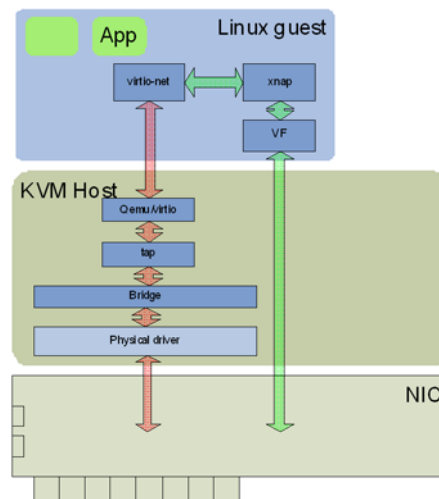 Linux guest
App
virtio-net
xnap
VF
KVM Host
Qemu/virtio
tap
Bridge
Physical driver
NIC